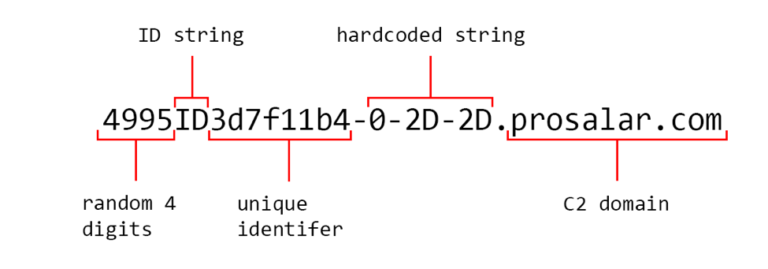 ID string
hardcoded string
4995ID3d7f11b4-0-2D-2D.prosalar.com
random 4
digits
unique
identifer
C2 domain